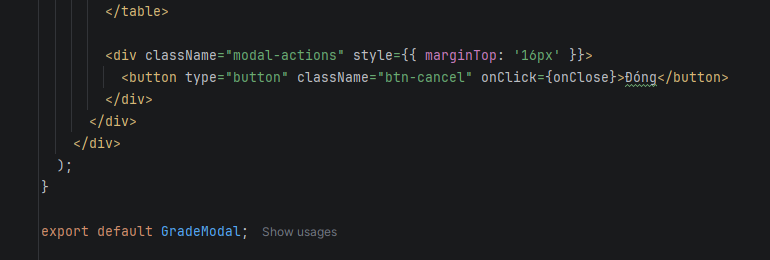 </table>
<div className="modal-actions" style={{ marginTop: '16px' }}>
<button type="button" className="btn-cancel" onClick={onClose}>Đóng</button>
</div>
</div>
</div>
);
}
export default GradeModal; Show usages